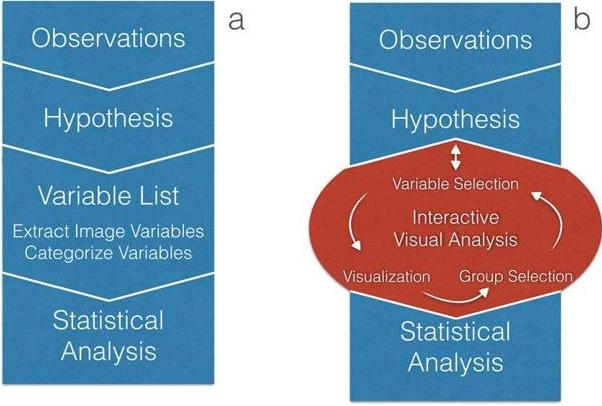 a
Observations
Hypothesis
Variable List
Extract Image Variables
Categorize Variables
Statistical
Analysis
b
Observations
Hypothesis
Variable Selection
Interactive
Visual Analysis
Visualization
Group Selection
Statistical
Analysis